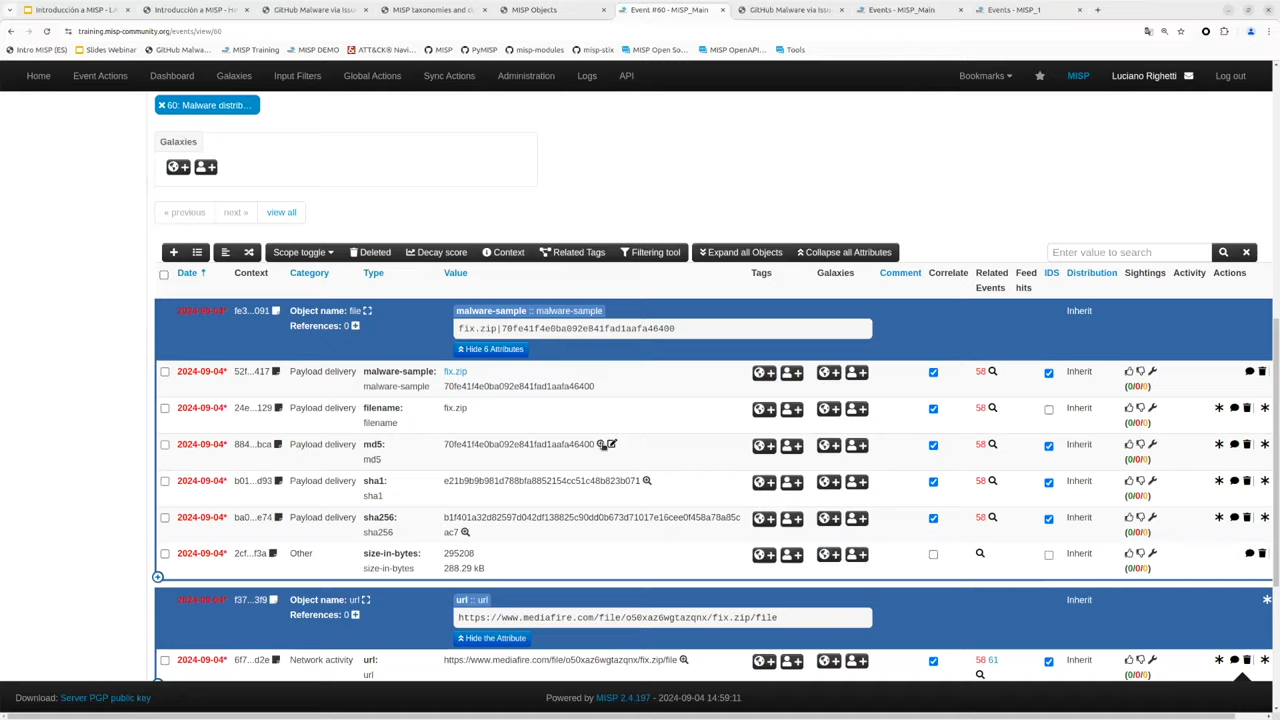 Introducción a MISP - LA
Introducción a MISP - H
GitHub Malware via Issu
MISP taxonomies and c
MISP Objects
Event #60 - MISP_Main
GitHub Malware via Issu
Events - MISP_Main
Events - MISP_1
training.misp-community.org/events/view/60
Intro MISP (ES) Slides Webinar GitHub Malwa... MISP Training MISP DEMO ATT&CK® Navi... MISP PyMISP misp-modules misp-stix MISP Open So... MISP OpenAPI... Tools
Home Event Actions Dashboard Galaxies Input Filters Global Actions Sync Actions Administration Logs API Bookmarks MISP Luciano Righetti Log out
60: Malware distrib...
Galaxies
« previous next » view all
Scope toggle Deleted Decay score Context Related Tags Filtering tool Expand all Objects Collapse all Attributes Enter value to search
Date Context Category Type Value Tags Galaxies Comment Correlate Related Events Feed hits IDS Distribution Sightings Activity Actions
fe3...091 Object name: file malware-sample :: malware-sample Inherit
References: 0 fix.zip|70fe41f4e0ba092e841fad1aafa46400
Hide 6 Attributes
2024-09-04* 52f...417 Payload delivery malware-sample: fix.zip 58 Inherit
malware-sample 70fe41f4e0ba092e841fad1aafa46400 (0/0/0)
2024-09-04* 24e...129 Payload delivery filename: fix.zip 58 Inherit
filename (0/0/0)
2024-09-04* 884...bca Payload delivery md5: 70fe41f4e0ba092e841fad1aafa46400 58 Inherit
md5 (0/0/0)
2024-09-04* b01...d93 Payload delivery sha1: e21b9b9b981d788bfa8852154cc51c48b823b071 58 Inherit
sha1 (0/0/0)
2024-09-04* ba0...e74 Payload delivery sha256: b1f401a32d82597d042df138825c90dd0b673d71017e16cee0f458a78a85c 58 Inherit
sha256 ac7 (0/0/0)
2024-09-04* 2cf...f3a Other size-in-bytes: 295208 Inherit
size-in-bytes 288.29 kB (0/0/0)
f37...3f9 Object name: url url :: url Inherit
References: 0 https://www.mediafire.com/file/o50xaz6wgtazqnx/fix.zip/file
Hide the Attribute
2024-09-04* 6f7...d2e Network activity url: https://www.mediafire.com/file/o50xaz6wgtazqnx/fix.zip/file 58 61 Inherit
url (0/0/0)
Download: Server PGP public key Powered by MISP 2.4.197 - 2024-09-04 14:59:11